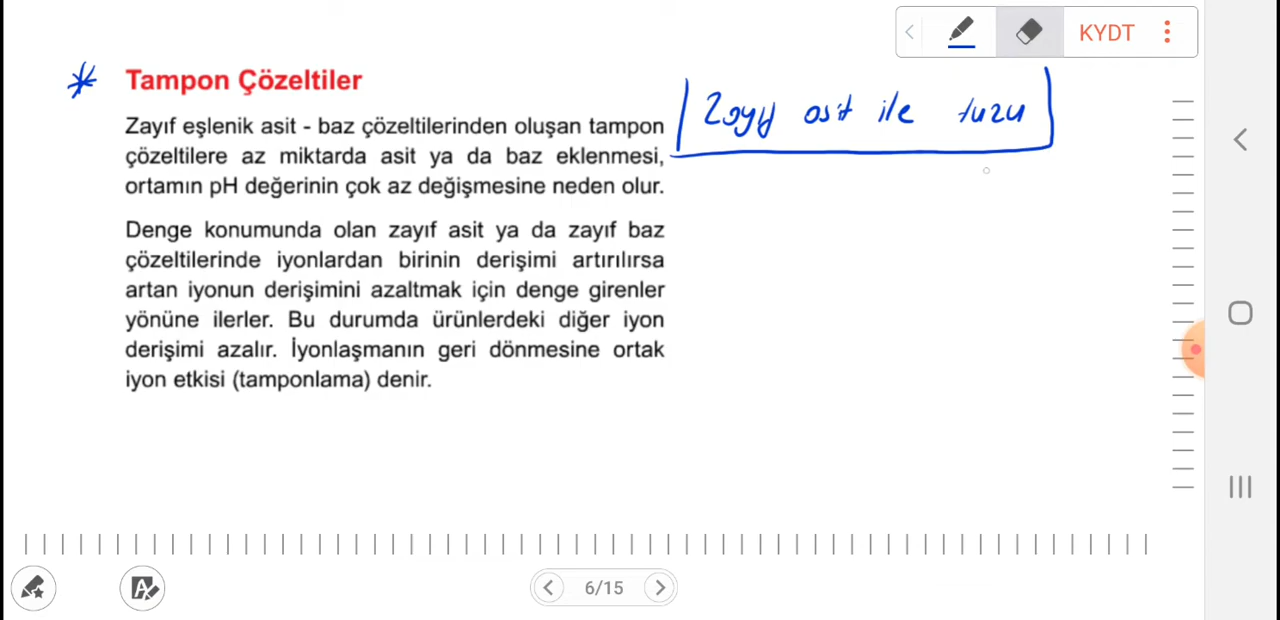 KYDT
* Tampon Çözeltiler
Zayıf asit ile tuzu
Zayıf eşlenik asit - baz çözeltilerinden oluşan tampon
çözeltilere az miktarda asit ya da baz eklenmesi,
ortamın pH değerinin çok az değişmesine neden olur.
Denge konumunda olan zayıf asit ya da zayıf baz
çözeltilerinde iyonlardan birinin derişimi artırılırsa
artan iyonun derişimini azaltmak için denge girenler
yönüne ilerler. Bu durumda ürünlerdeki diğer iyon
derişimi azalır. İyonlaşmanın geri dönmesine ortak
iyon etkisi (tamponlama) denir.
6/15